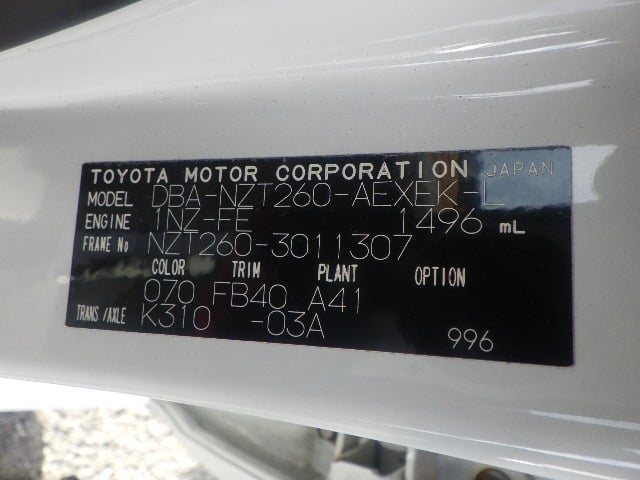 TOYOTA MOTOR CORPORATION JAPAN
MODEL DBA-NZT260-AEXEK-L
ENGINE 1NZ-FE 1496 mL
FRAME No NZT260-3011307
COLOR TRIM PLANT OPTION
070 FB40 A41
TRANS/AXLE K310 -03A
996